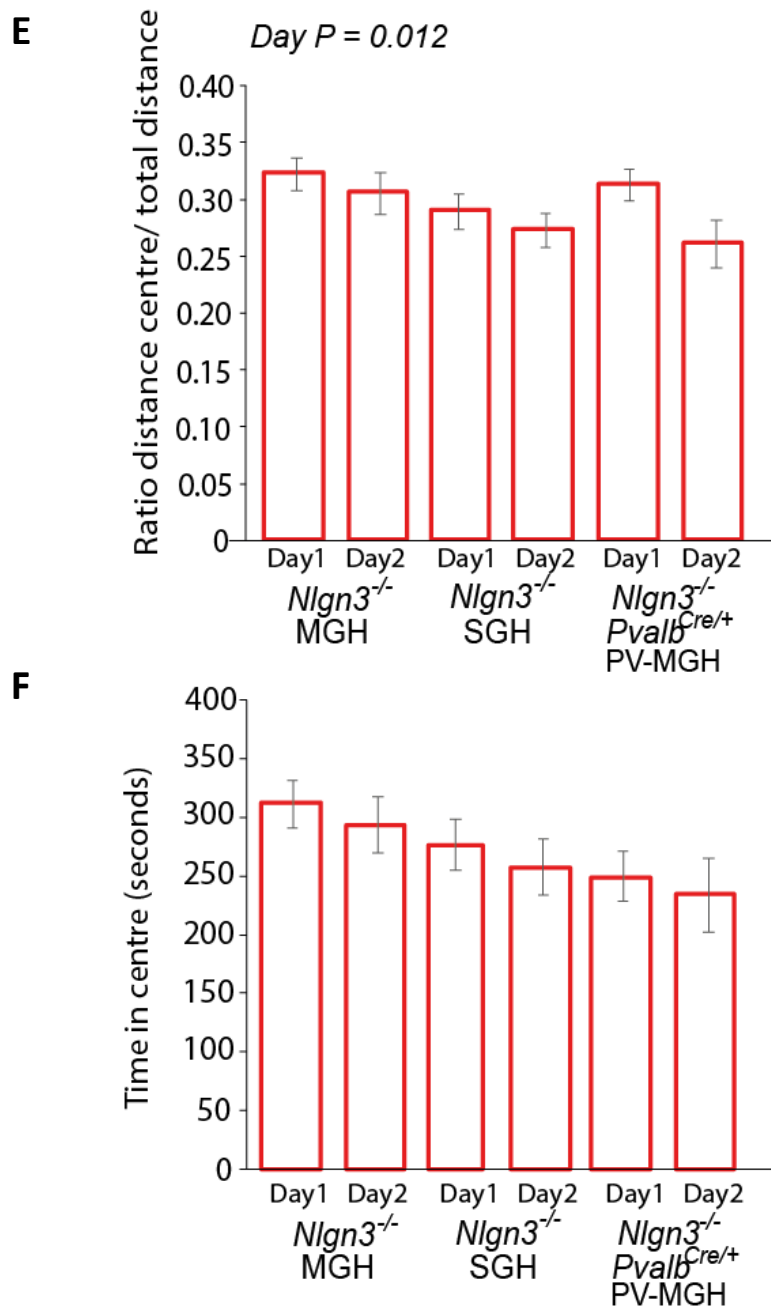 E
Day P = 0.012
Ratio distance centre/ total distance
0.40
0.35
0.30
0.25
0.20
0.15
0.10
0.05
0
Day1 Day2 Day1 Day2 Day1 Day2
Nlgn3-/- Nlgn3-/- Nlgn3-/-
MGH SGH PvalbCre/+
PV-MGH
F
Time in centre (seconds)
400
350
300
250
200
150
100
50
0
Day1 Day2 Day1 Day2 Day1 Day2
Nlgn3-/- Nlgn3-/- Nlgn3-/-
MGH SGH PvalbCre/+
PV-MGH